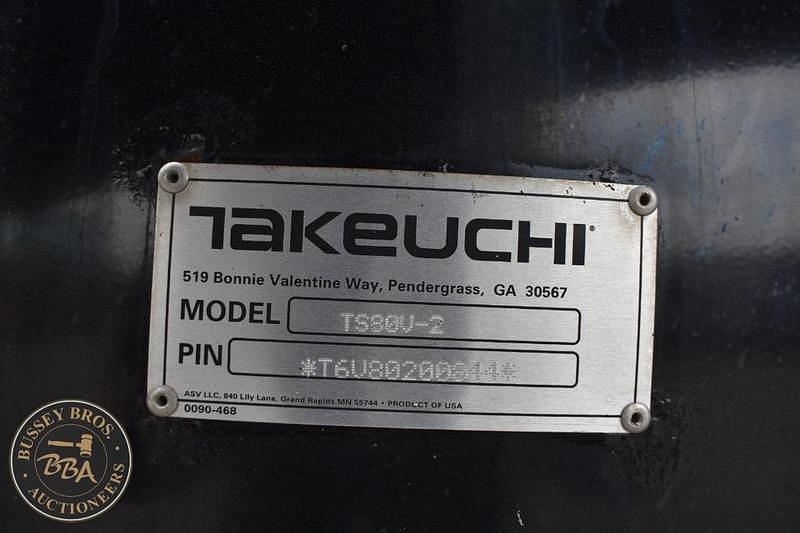 TAKEUCHI®
519 Bonnie Valentine Way, Pendergrass, GA 30567
MODEL TS80V-2
PIN *T6V80200844*
ASV LLC, 840 Lily Lane, Grand Rapids MN 55744 • PRODUCT OF USA
0090-468
BUSSEY BROS.
BBA
AUCTIONEERS